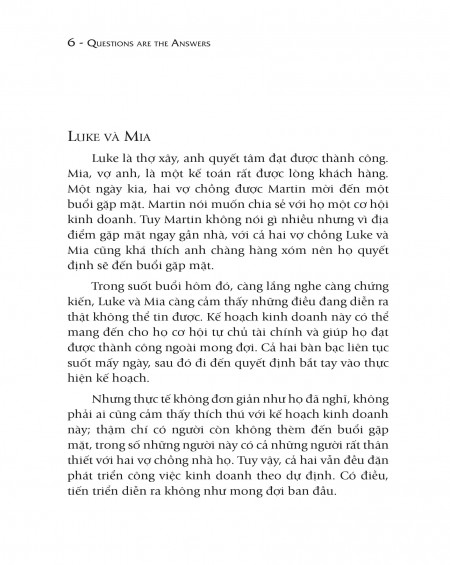 6 - Questions are the Answers
Luke và Mia
Luke là thợ xây, anh quyết tâm đạt được thành công.
Mia, vợ anh, là một kế toán rất được lòng khách hàng.
Một ngày kia, hai vợ chồng được Martin mời đến một
buổi gặp mặt. Martin nói muốn chia sẻ với họ một cơ hội
kinh doanh. Tuy Martin không nói gì nhiều nhưng vì địa
điểm gặp mặt ngay gần nhà, với cả hai vợ chồng Luke và
Mia cũng khá thích anh chàng hàng xóm nên họ quyết
định sẽ đến buổi gặp mặt.
Trong suốt buổi hôm đó, càng lắng nghe càng chứng
kiến, Luke và Mia càng cảm thấy những điều đang diễn ra
thật không thể tin được. Kế hoạch kinh doanh này có thể
mang đến cho họ cơ hội tự chủ tài chính và giúp họ đạt
được thành công ngoài mong đợi. Cả hai bàn bạc liên tục
suốt mấy ngày, sau đó đi đến quyết định bắt tay vào thực
hiện kế hoạch.
Nhưng thực tế không đơn giản như họ đã nghĩ, không
phải ai cũng cảm thấy thích thú với kế hoạch kinh doanh
này; thậm chí có người còn không thèm đến buổi gặp
mặt, trong số những người này có cả những người rất thân
thiết với hai vợ chồng nhà họ. Tuy vậy, cả hai vẫn đều đặn
phát triển công việc kinh doanh theo dự định. Có điều,
tiến triển diễn ra không như mong đợi ban đầu.